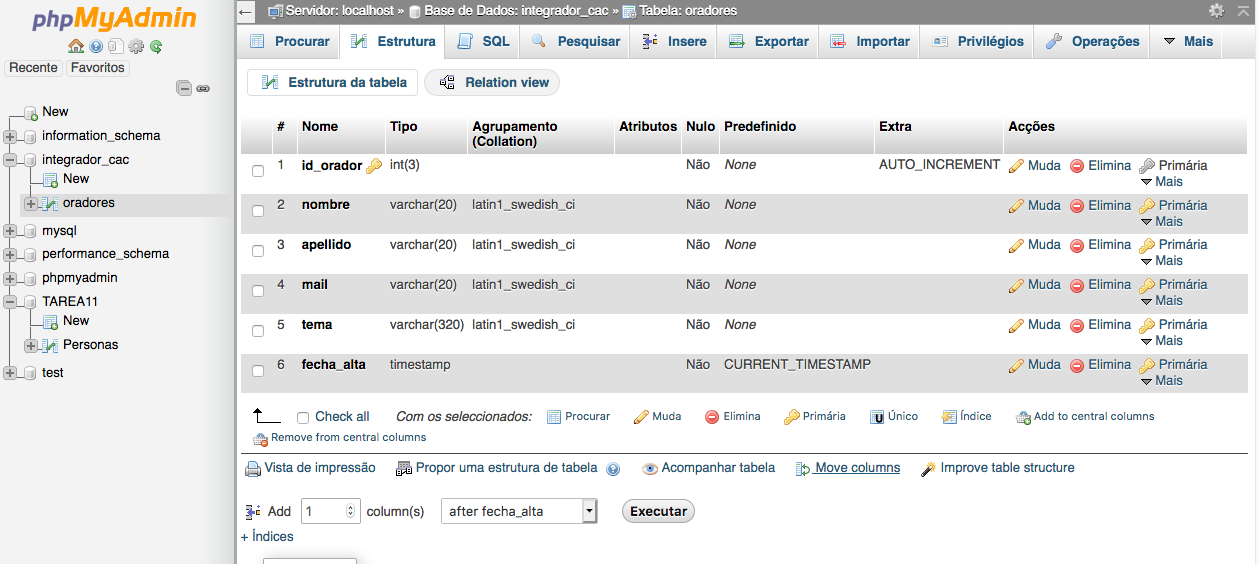 phpMyAdmin
Recente Favoritos
New
information_schema
integrador_cac
New
oradores
mysql
performance_schema
phpmyadmin
TAREA11
New
Personas
test
Servidor: localhost » Base de Dados: integrador_cac » Tabela: oradores
Procurar Estrutura SQL Pesquisar Insere Exportar Importar Privilégios Operações Mais
Estrutura da tabela Relation view
# Nome Tipo Agrupamento (Collation) Atributos Nulo Predefinido Extra Acções
1 id_orador int(3) Não None AUTO_INCREMENT Muda Elimina Primária
Mais
2 nombre varchar(20) latin1_swedish_ci Não None Muda Elimina Primária
Mais
3 apellido varchar(20) latin1_swedish_ci Não None Muda Elimina Primária
Mais
4 mail varchar(20) latin1_swedish_ci Não None Muda Elimina Primária
Mais
5 tema varchar(320) latin1_swedish_ci Não None Muda Elimina Primária
Mais
6 fecha_alta timestamp Não CURRENT_TIMESTAMP Muda Elimina Primária
Mais
Check all Com os seleccionados: Procurar Muda Elimina Primária Único Índice Add to central columns
Remove from central columns
Vista de impressão Propor uma estrutura de tabela Acompanhar tabela Move columns Improve table structure
Add 1 column(s) after fecha_alta Executar
+ Índices